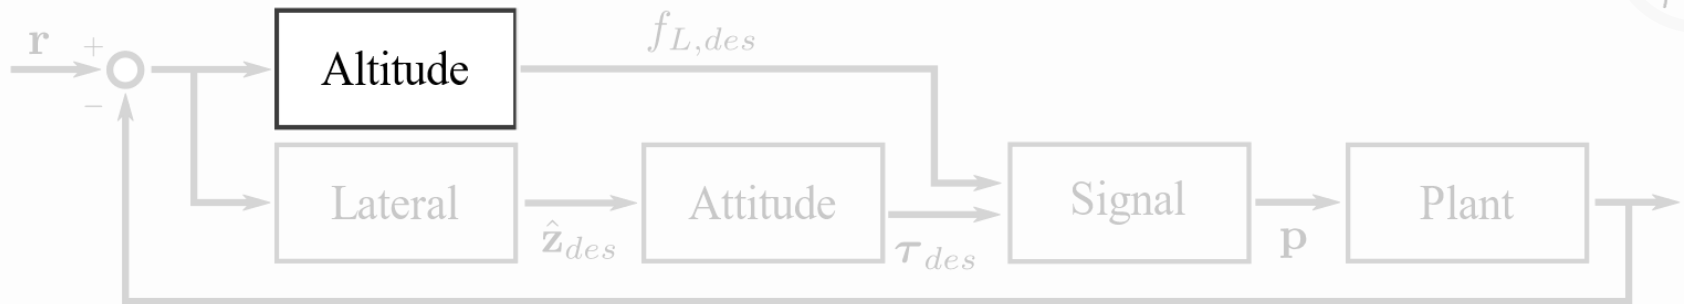 r
+
−
f_{L,des}
Altitude
Lateral
Attitude
Signal
Plant
ẑ_{des}
τ_{des}
p